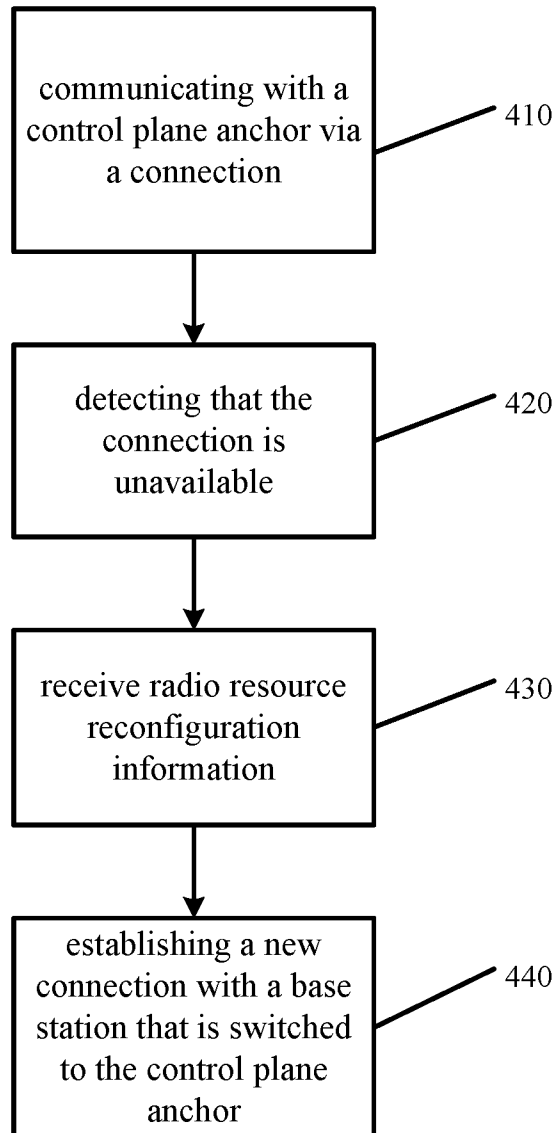 communicating with a
control plane anchor via
a connection
410
detecting that the
connection is
unavailable
420
receive radio resource
reconfiguration
information
430
establishing a new
connection with a base
station that is switched
to the control plane
anchor
440